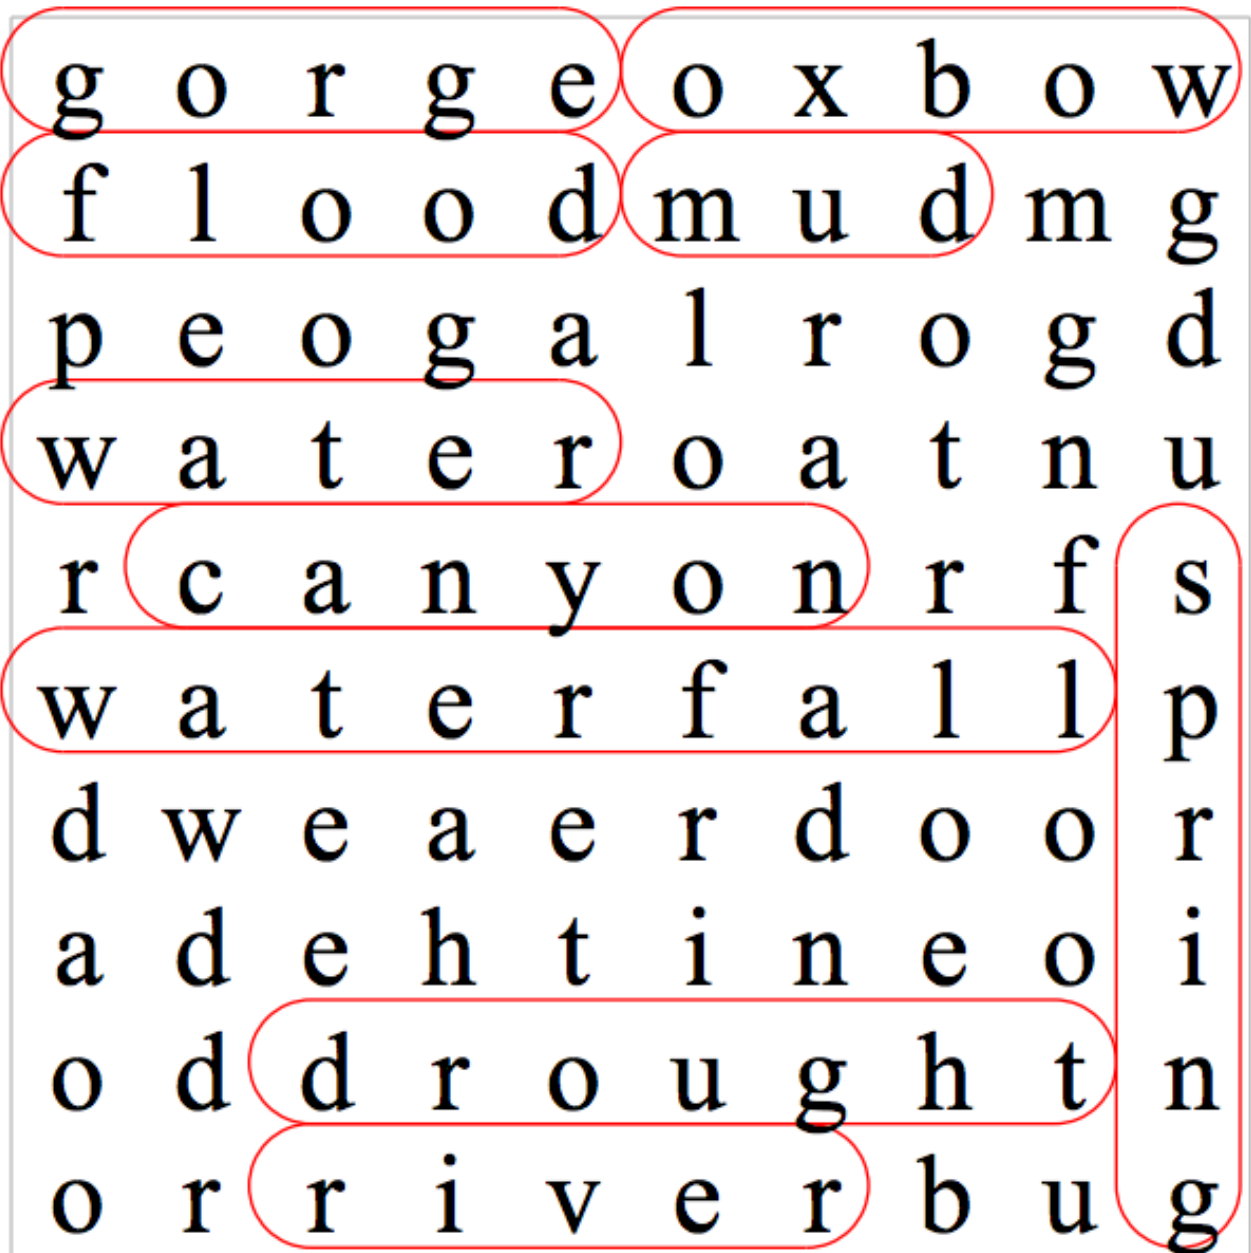 g o r g e o x b o w
f l o o d m u d m g
p e o g a l r o g d
w a t e r o a t n u
r c a n y o n r f s
w a t e r f a l l p
d w e a e r d o o r
a d e h t i n e o i
o d d r o u g h t n
o r r i v e r b u g